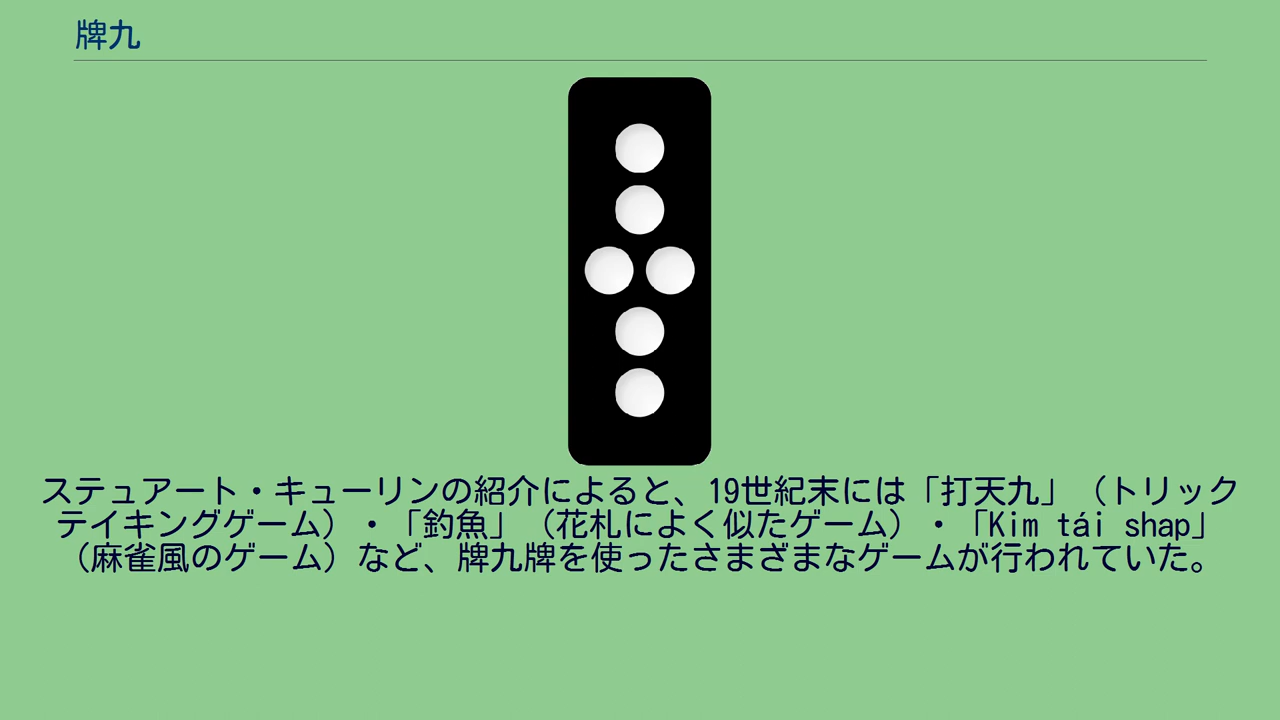 牌九
ステュアート・キューリンの紹介によると、19世紀末には「打天九」（トリック
テイキングゲーム）・「釣魚」（花札によく似たゲーム）・「Kim tái shap」
（麻雀風のゲーム）など、牌九牌を使ったさまざまなゲームが行われていた。